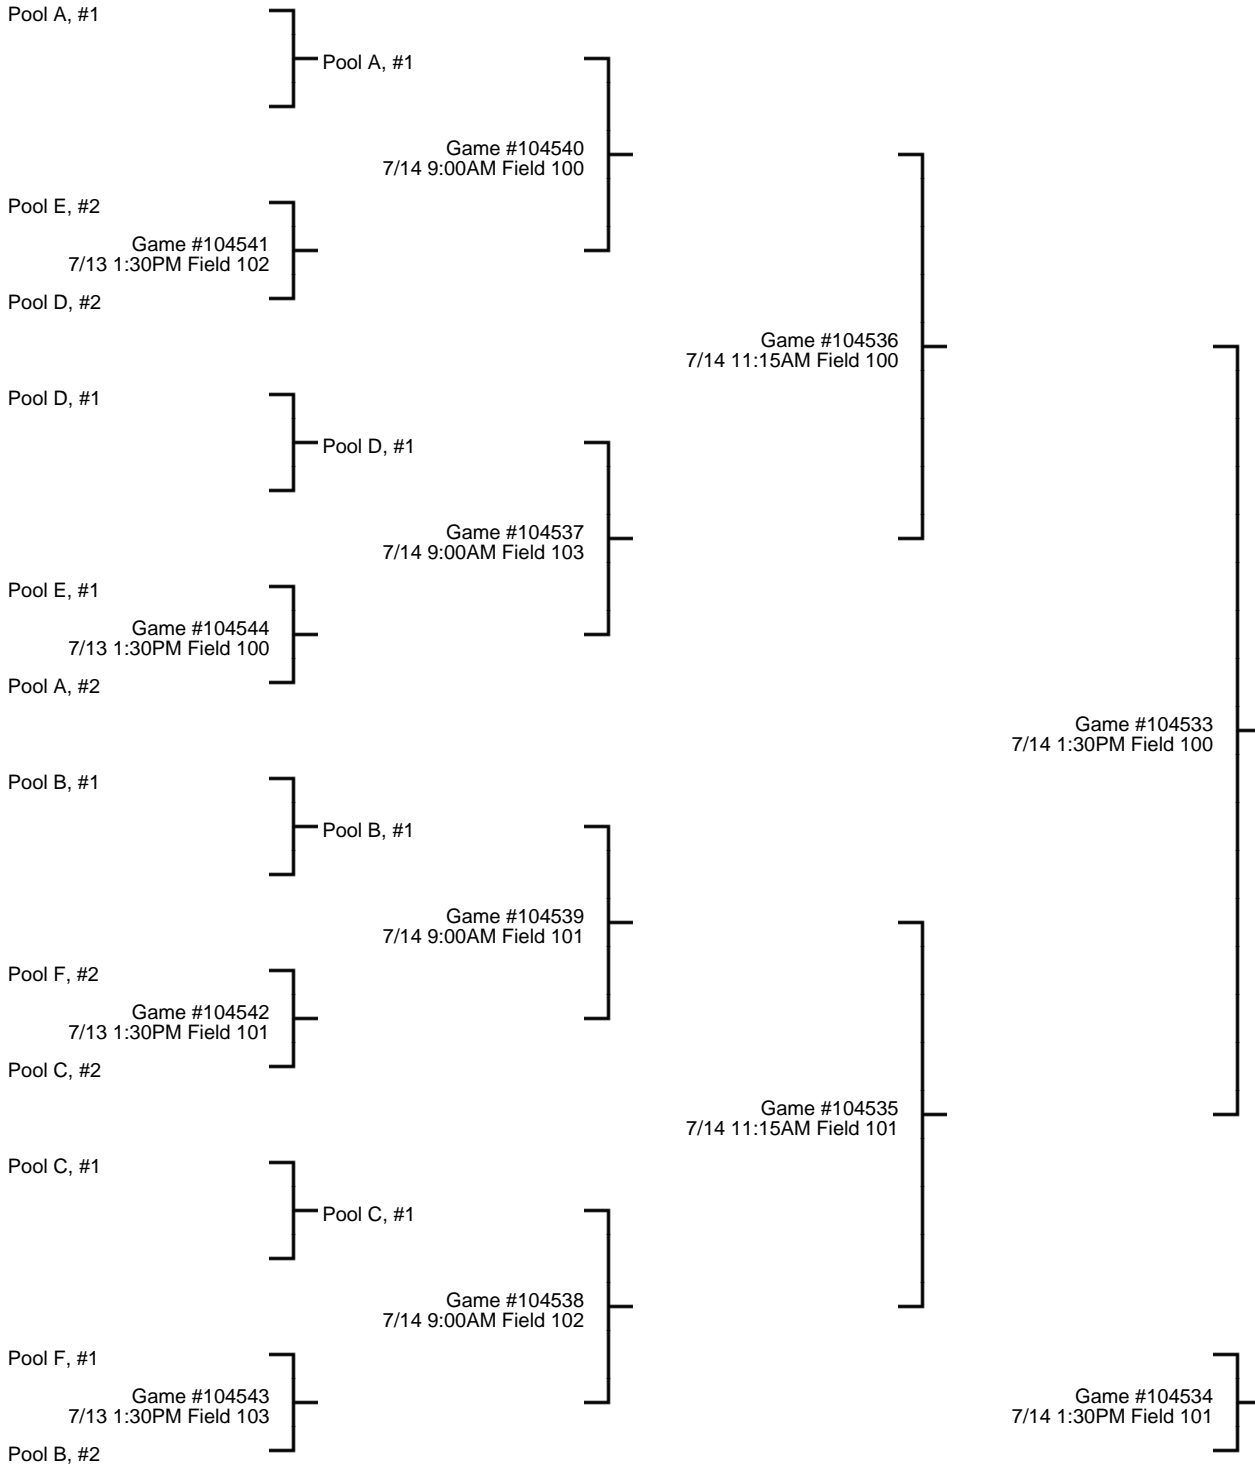 Pool A, #1
Pool A, #1
Game #104540
7/14 9:00AM Field 100
Pool E, #2
Game #104541
7/13 1:30PM Field 102
Pool D, #2
Game #104536
7/14 11:15AM Field 100
Pool D, #1
Pool D, #1
Game #104537
7/14 9:00AM Field 103
Pool E, #1
Game #104544
7/13 1:30PM Field 100
Pool A, #2
Game #104533
7/14 1:30PM Field 100
Pool B, #1
Pool B, #1
Game #104539
7/14 9:00AM Field 101
Pool F, #2
Game #104542
7/13 1:30PM Field 101
Pool C, #2
Game #104535
7/14 11:15AM Field 101
Pool C, #1
Pool C, #1
Game #104538
7/14 9:00AM Field 102
Pool F, #1
Game #104543
7/13 1:30PM Field 103
Game #104534
7/14 1:30PM Field 101
Pool B, #2